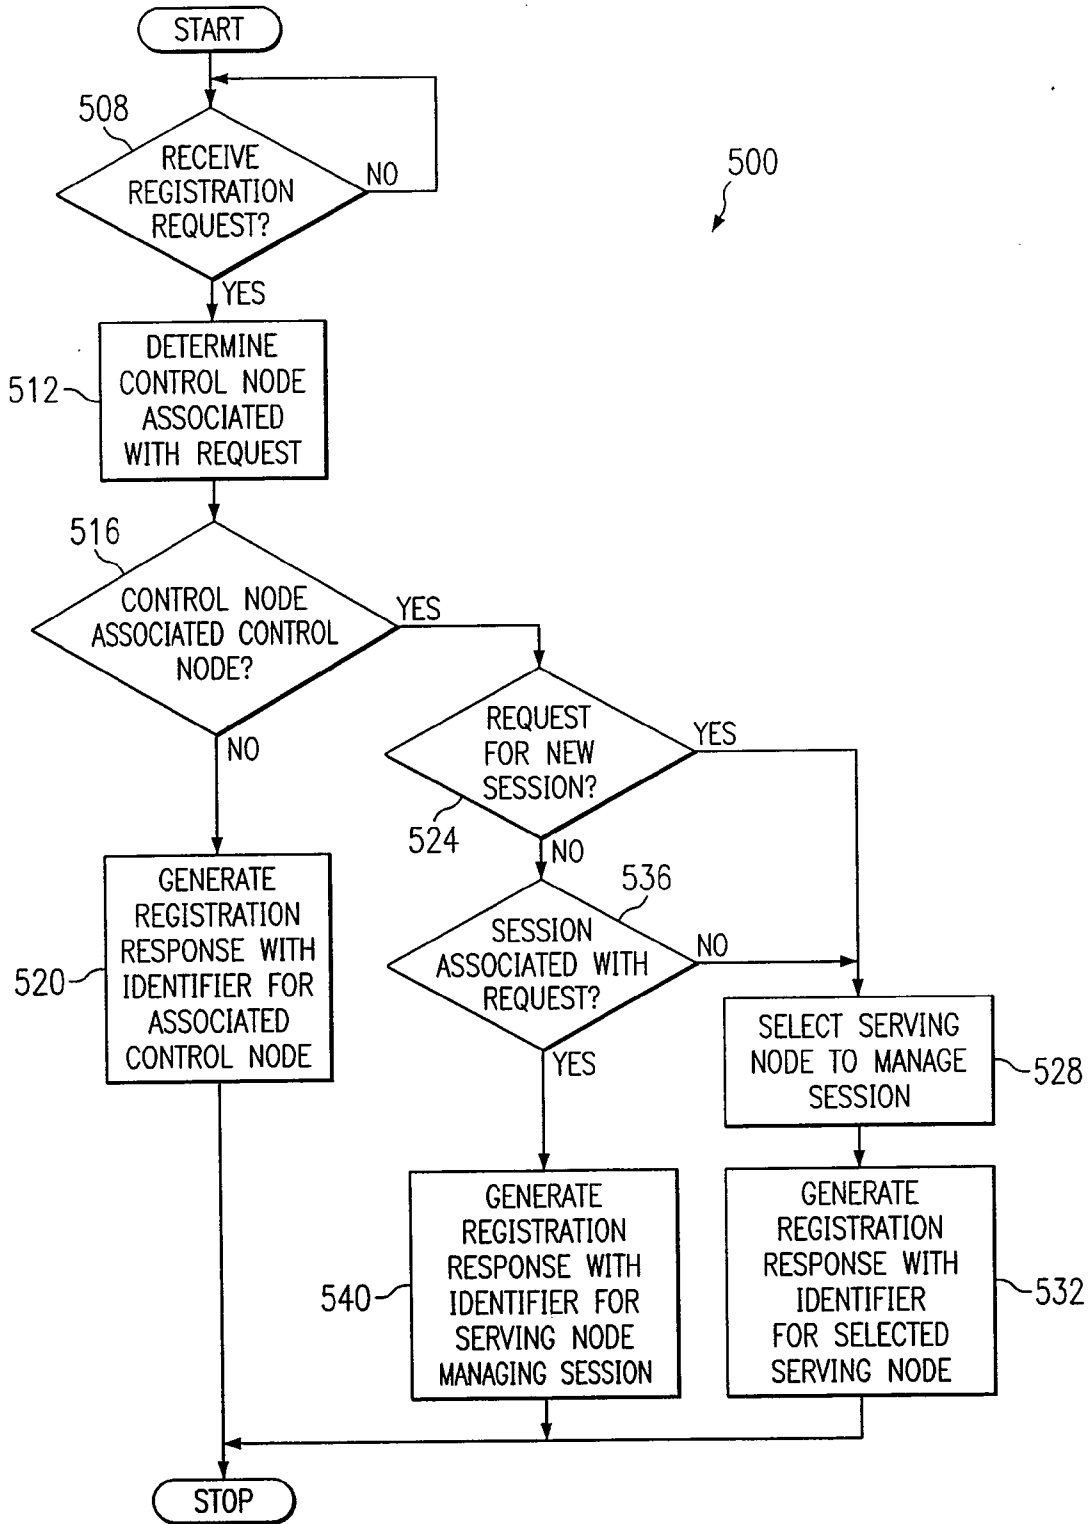 START
508
RECEIVE
REGISTRATION
REQUEST?
NO
500
YES
512
DETERMINE
CONTROL NODE
ASSOCIATED
WITH REQUEST
516
CONTROL NODE
ASSOCIATED CONTROL
NODE?
YES
NO
REQUEST
FOR NEW
SESSION?
YES
524
NO
536
SESSION
ASSOCIATED WITH
REQUEST?
NO
YES
520
GENERATE
REGISTRATION
RESPONSE WITH
IDENTIFIER FOR
ASSOCIATED
CONTROL NODE
SELECT SERVING
NODE TO MANAGE
SESSION
528
540
GENERATE
REGISTRATION
RESPONSE WITH
IDENTIFIER FOR
SERVING NODE
MANAGING SESSION
GENERATE
REGISTRATION
RESPONSE WITH
IDENTIFIER
FOR SELECTED
SERVING NODE
532
STOP